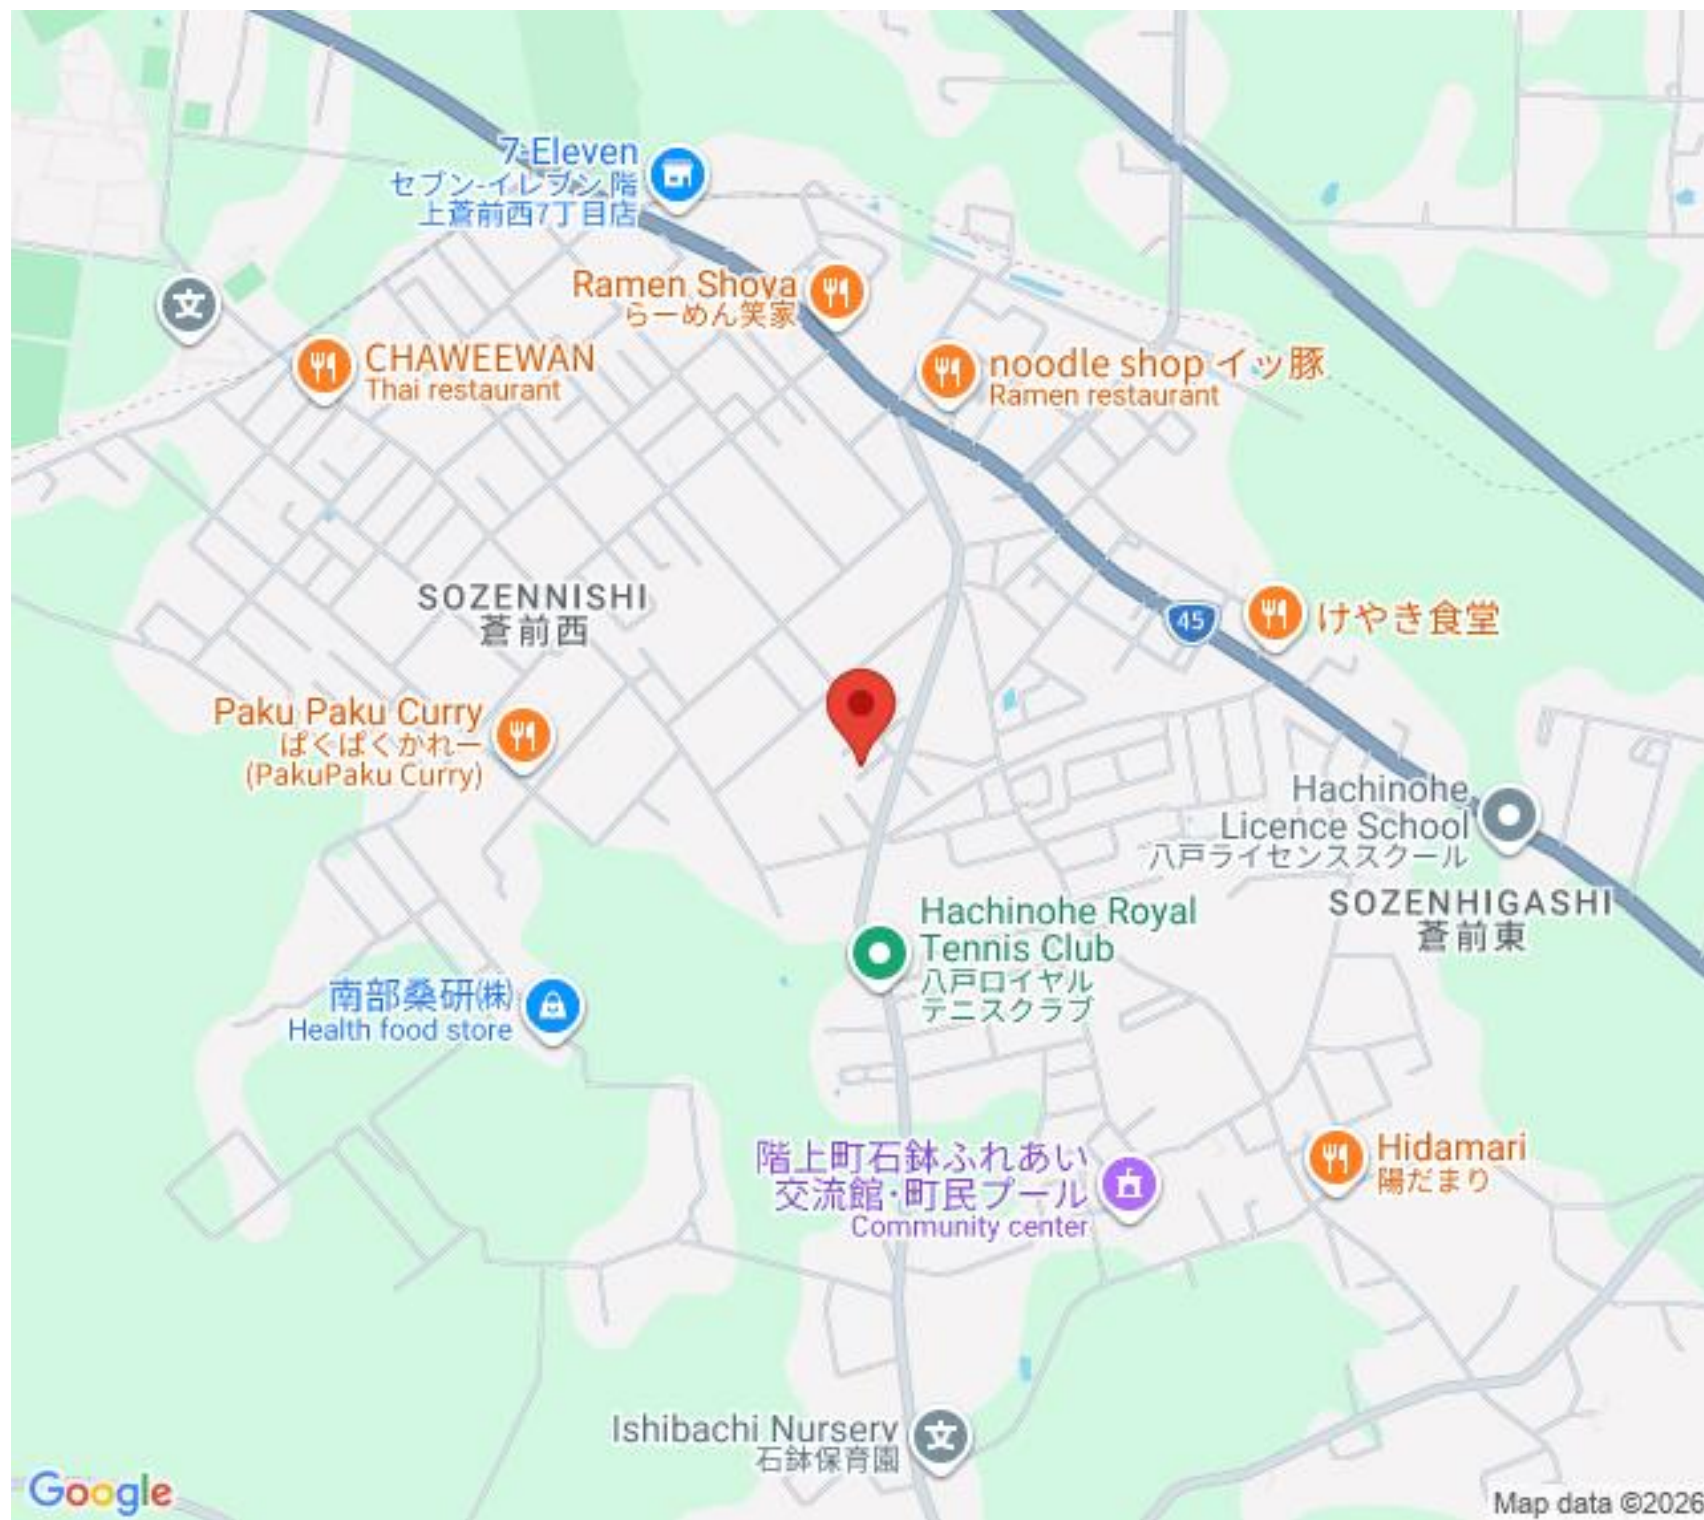 7-Eleven
セブン-イレブン 階
上蒼前西7丁目店
Ramen Shoya
らーめん笑家
文
CHAWEEWAN
Thai restaurant
noodle shop イッ豚
Ramen restaurant
SOZENNISHI
蒼前西
45
けやき食堂
Paku Paku Curry
ぱくぱくかれー
(PakuPaku Curry)
Hachinohe
Licence School
八戸ライセンススクール
SOZENHIGASHI
蒼前東
Hachinohe Royal
Tennis Club
八戸ロイヤル
テニスクラブ
南部桑研㈱
Health food store
階上町石鉢ふれあい
交流館・町民プール
Community center
Hidamari
陽だまり
Ishibachi Nursery
石鉢保育園
文
Google
Map data ©2026